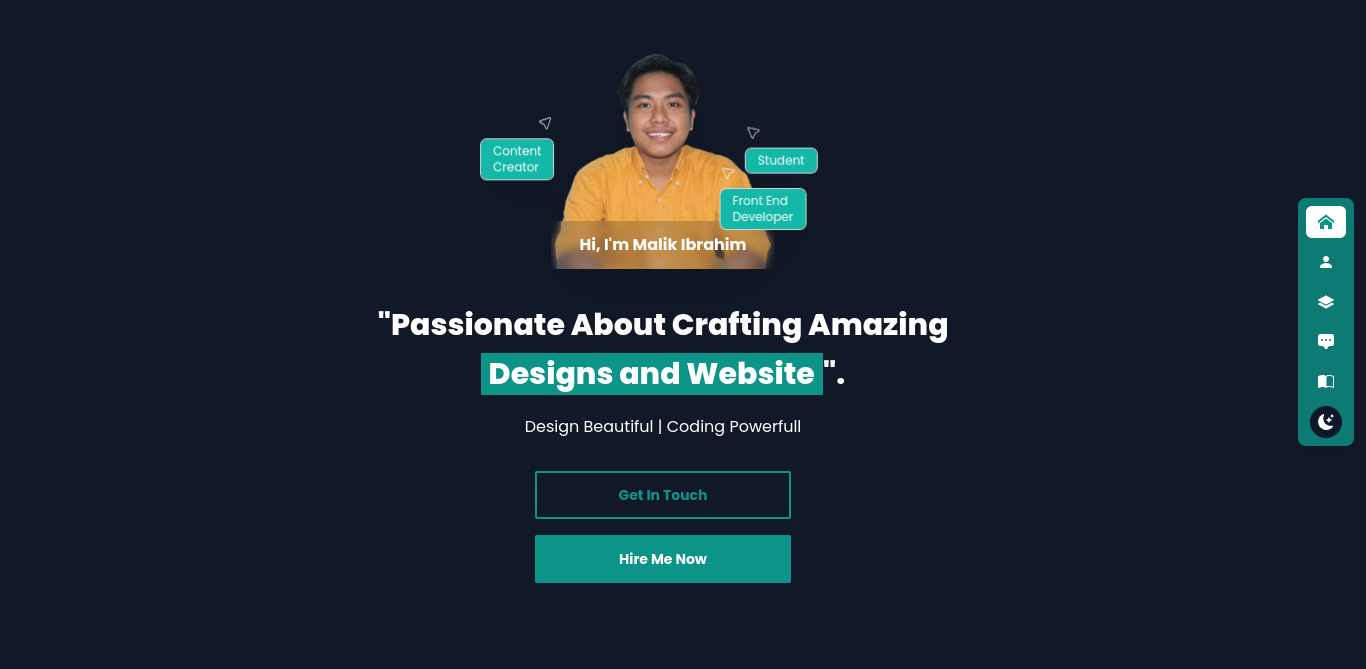 Content
Creator
Student
Front End
Developer
Hi, I'm Malik Ibrahim
"Passionate About Crafting Amazing
Designs and Website ".
Design Beautiful | Coding Powerfull
Get In Touch
Hire Me Now